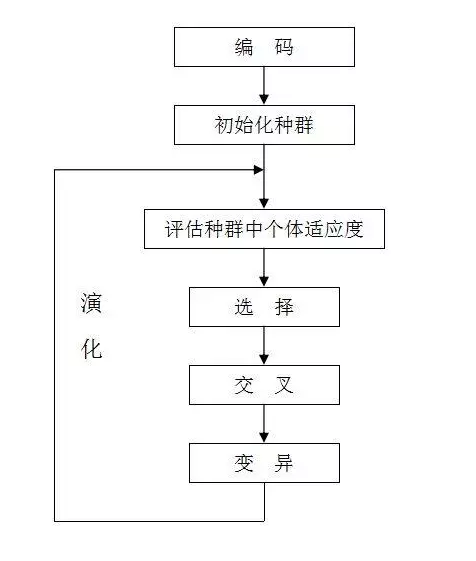 编 码
初始化种群
评估种群中个体适应度
选 择
演
化
交 叉
变 异